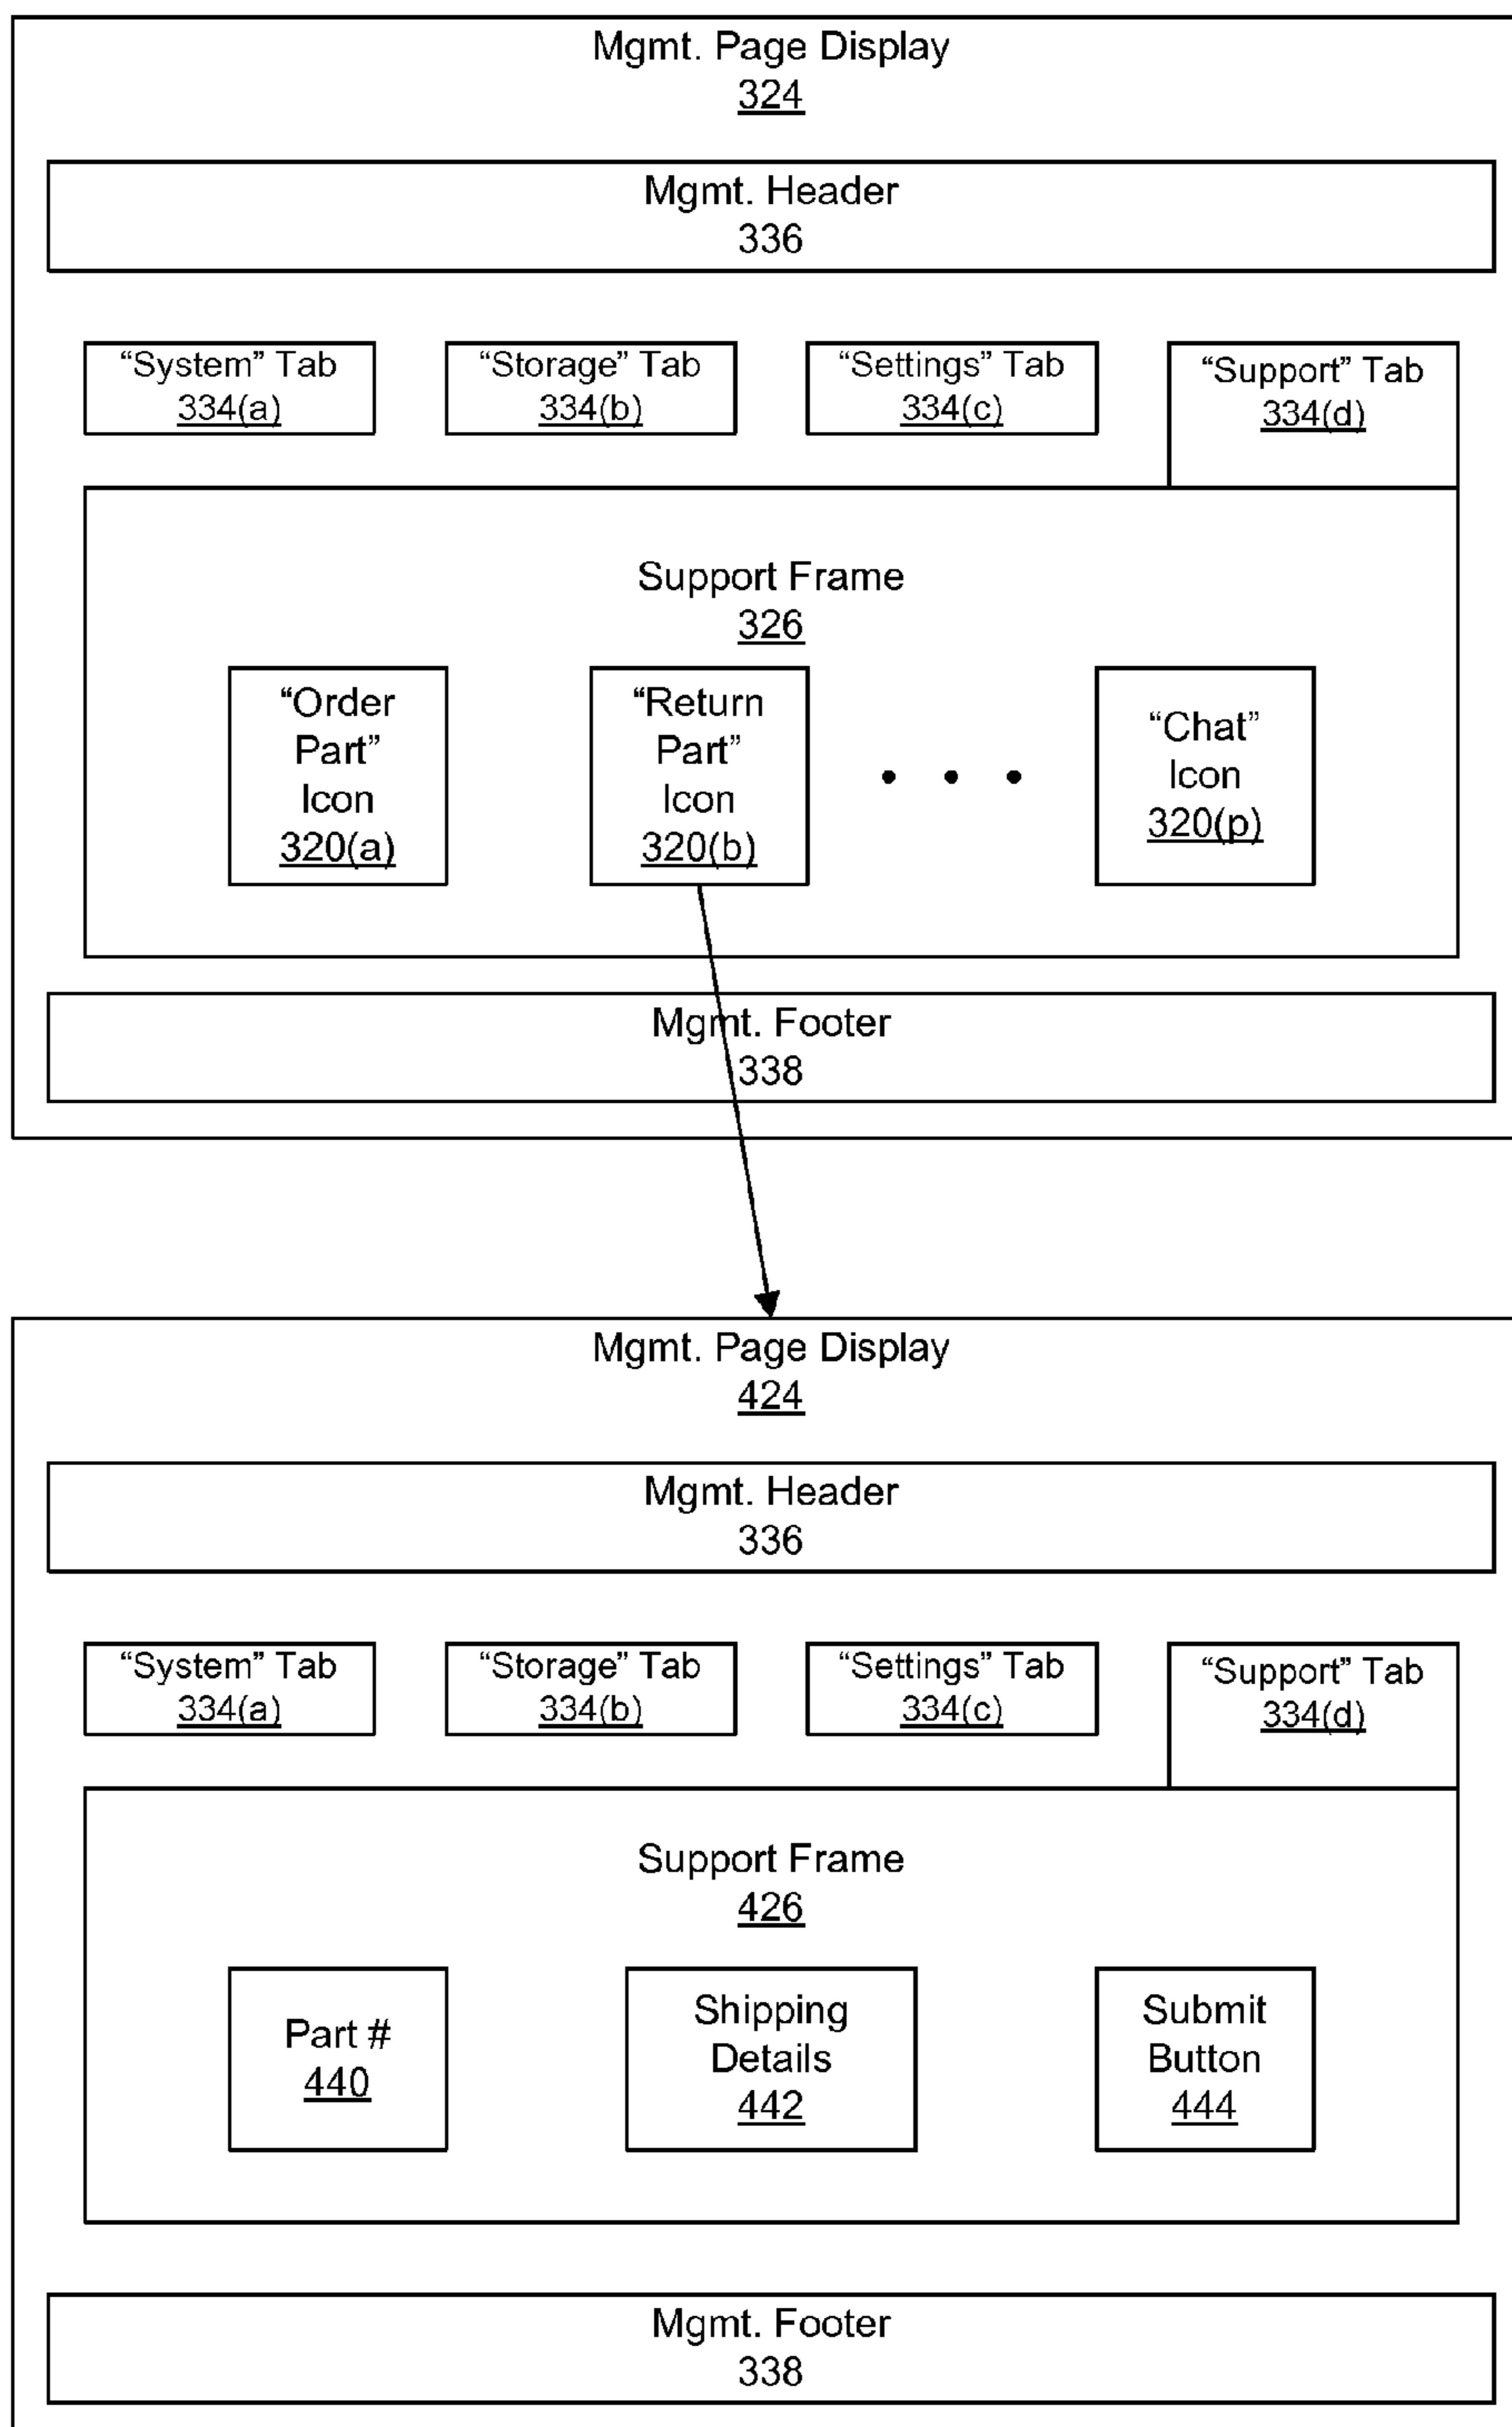 Mgmt. Page Display
324
Mgmt. Header
336
“System” Tab
334(a)
“Storage” Tab
334(b)
“Settings” Tab
334(c)
“Support” Tab
334(d)
Support Frame
326
“Order
Part”
Icon
320(a)
“Return
Part”
Icon
320(b)
“Chat”
Icon
320(p)
Mgmt. Footer
338
Mgmt. Page Display
424
Mgmt. Header
336
“System” Tab
334(a)
“Storage” Tab
334(b)
“Settings” Tab
334(c)
“Support” Tab
334(d)
Support Frame
426
Part #
440
Shipping
Details
442
Submit
Button
444
Mgmt. Footer
338